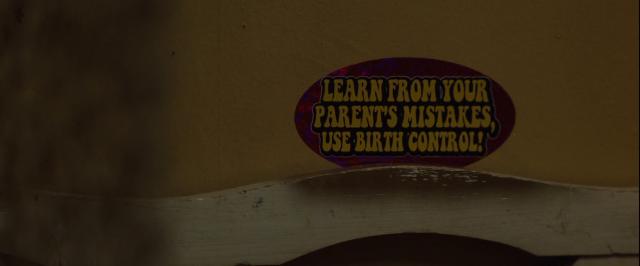 LEARN FROM YOUR
PARENT'S MISTAKES,
USE BIRTH CONTROL!